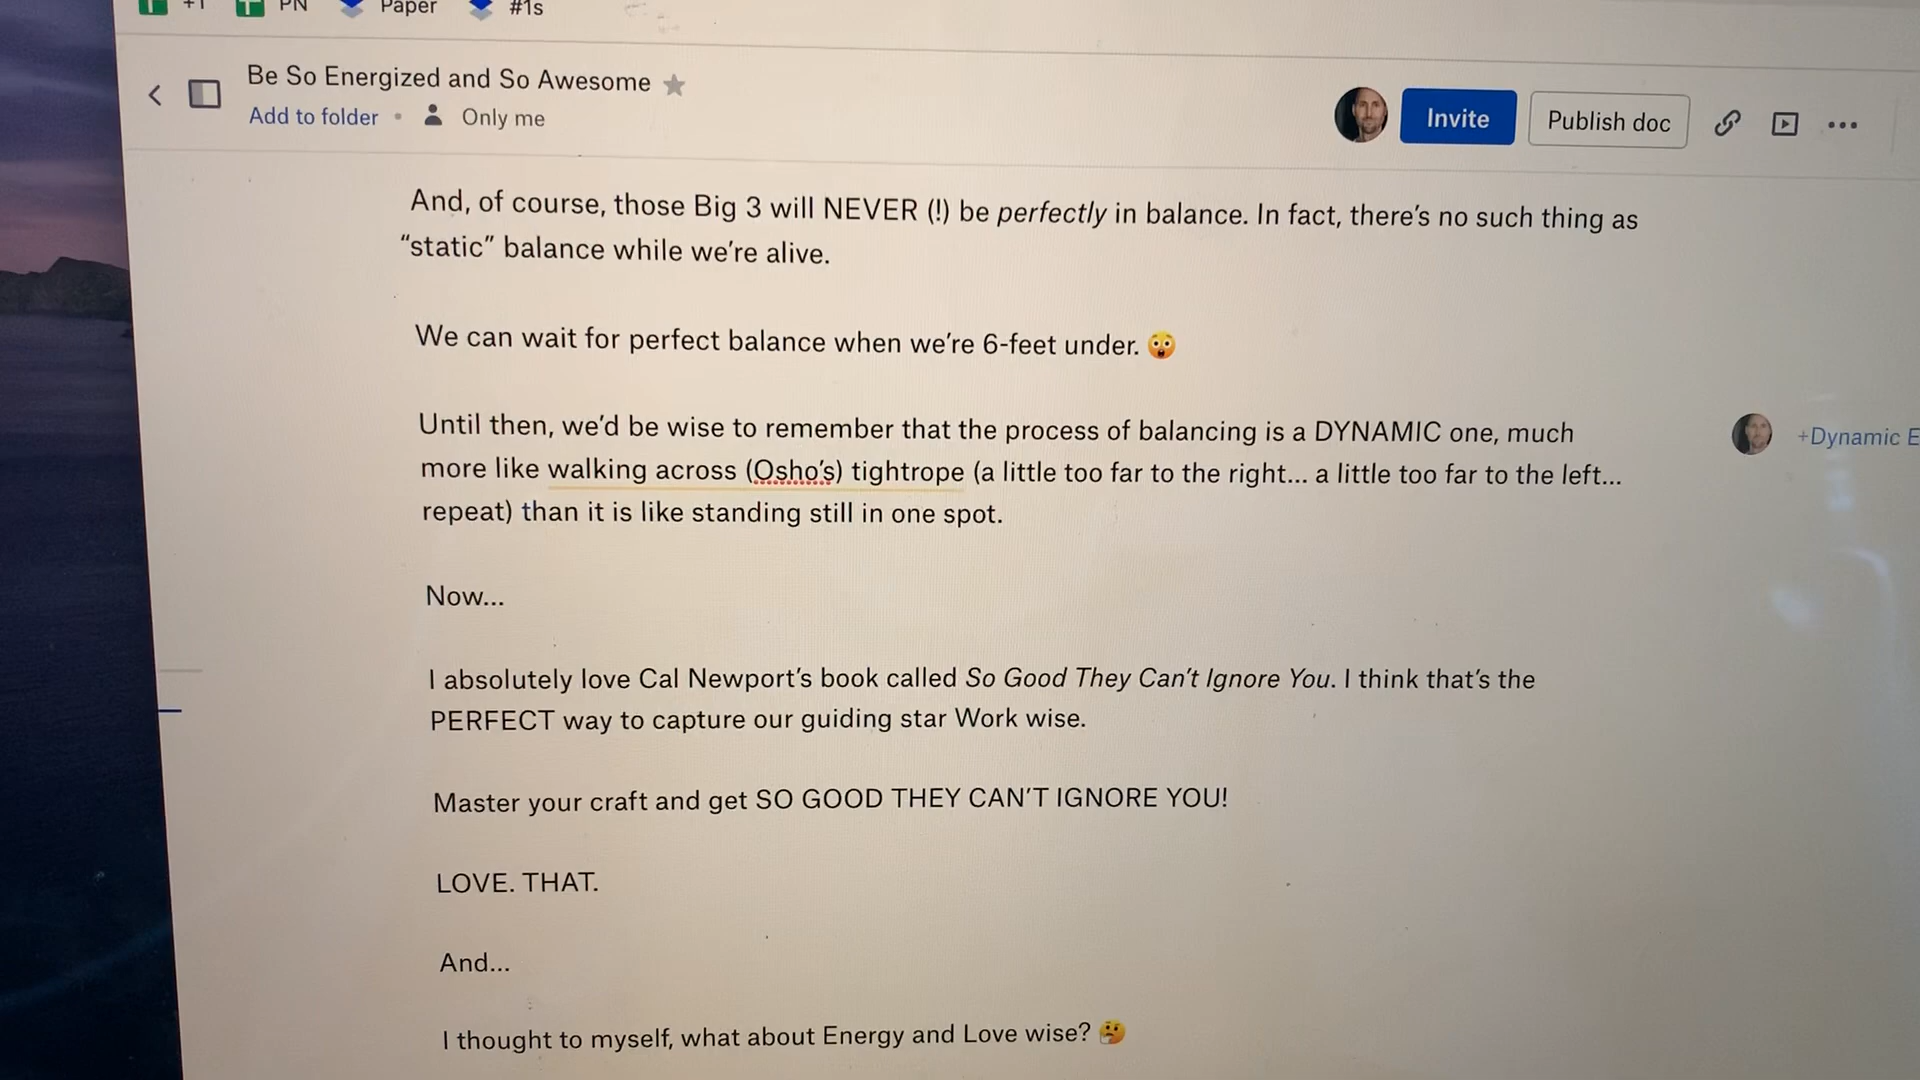 +1 PN Paper #1s
Be So Energized and So Awesome
Add to folder • Only me
Invite Publish doc
And, of course, those Big 3 will NEVER (!) be perfectly in balance. In fact, there’s no such thing as
“static” balance while we’re alive.
We can wait for perfect balance when we’re 6-feet under. 😲
Until then, we’d be wise to remember that the process of balancing is a DYNAMIC one, much
more like walking across (Osho’s) tightrope (a little too far to the right... a little too far to the left...
repeat) than it is like standing still in one spot.
+Dynamic E
Now...
I absolutely love Cal Newport’s book called So Good They Can’t Ignore You. I think that’s the
PERFECT way to capture our guiding star Work wise.
Master your craft and get SO GOOD THEY CAN’T IGNORE YOU!
LOVE. THAT.
And...
I thought to myself, what about Energy and Love wise? 🤔